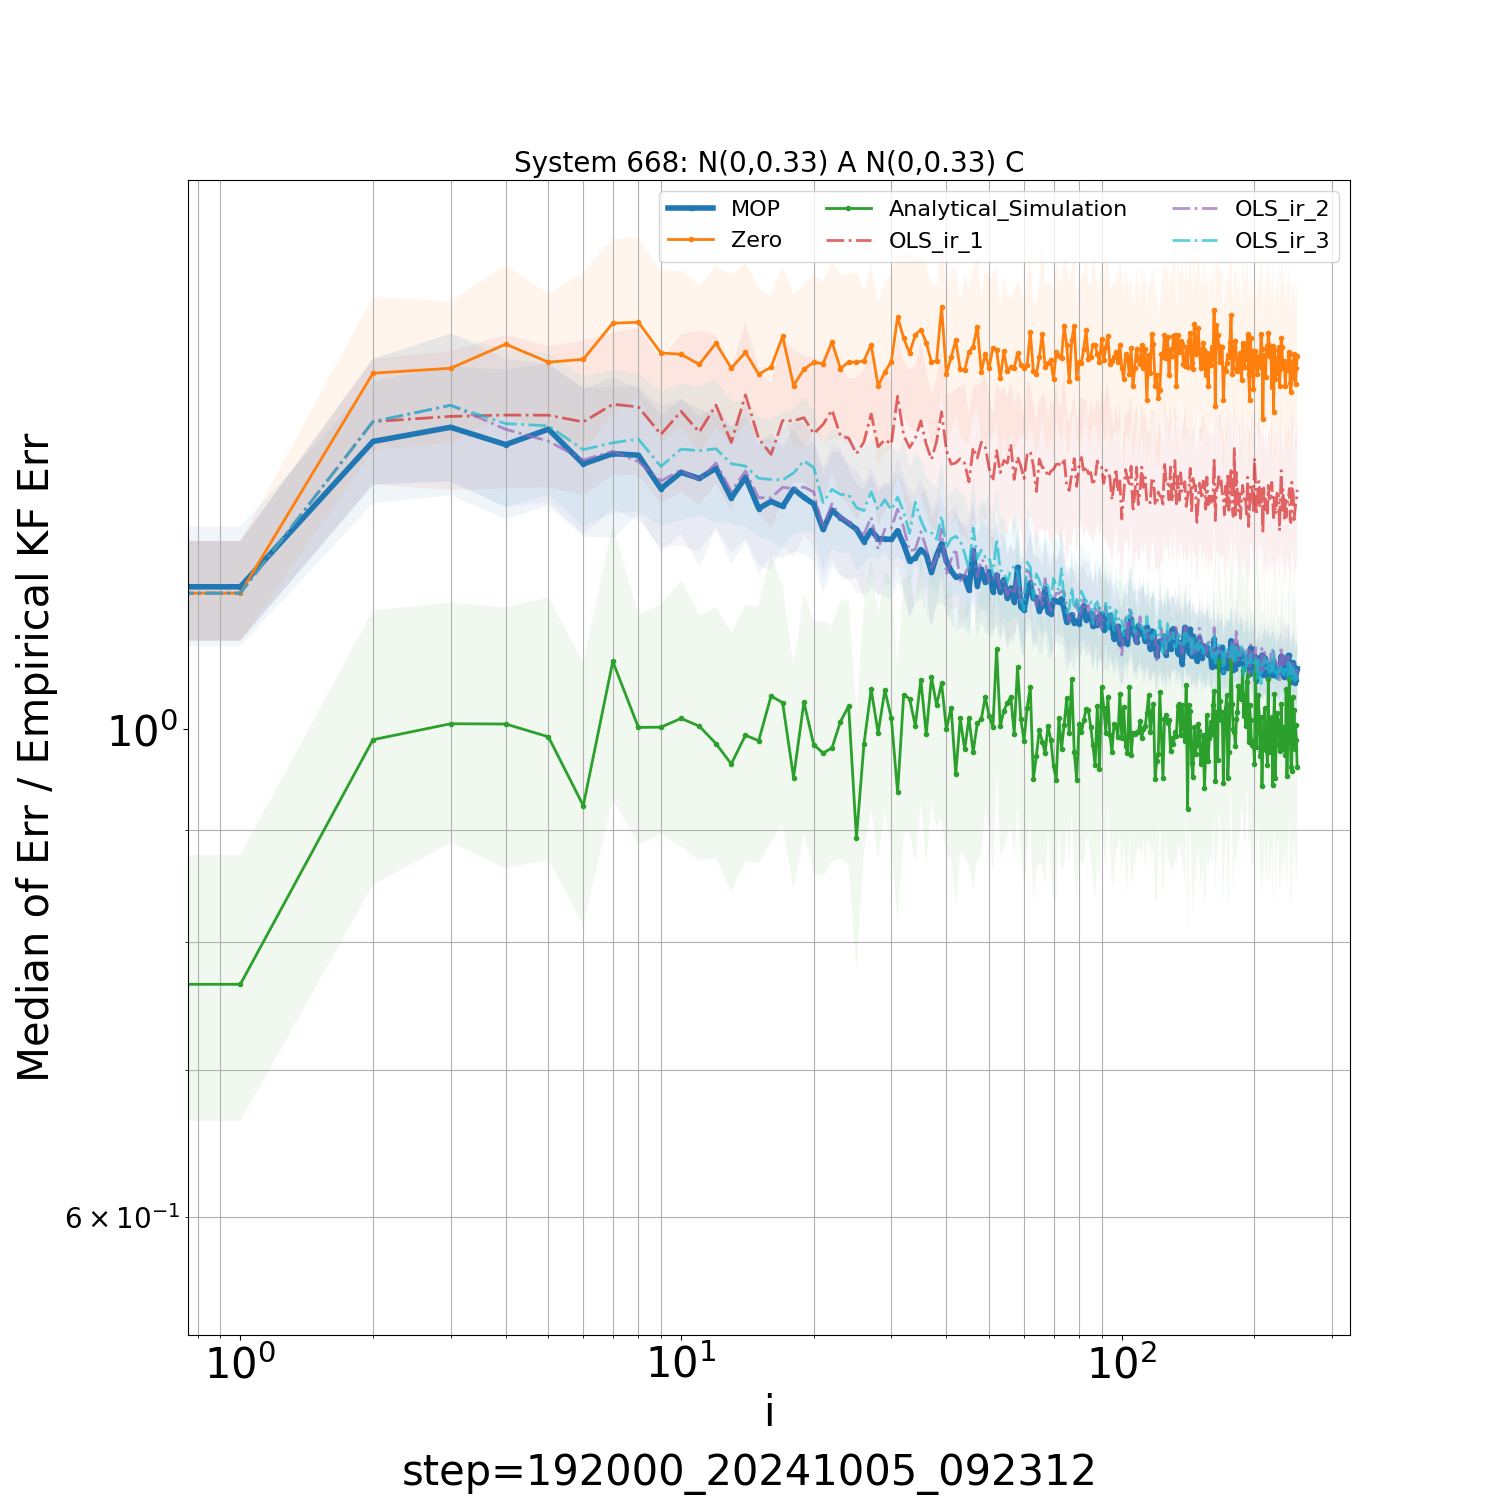 System 668: N(0,0.33) A N(0,0.33) C
MOP
Zero
Analytical_Simulation
OLS_ir_1
OLS_ir_2
OLS_ir_3
Median of Err / Empirical KF Err
10⁰
6 × 10⁻¹
10⁰ 10¹ 10²
i
step=192000_20241005_092312